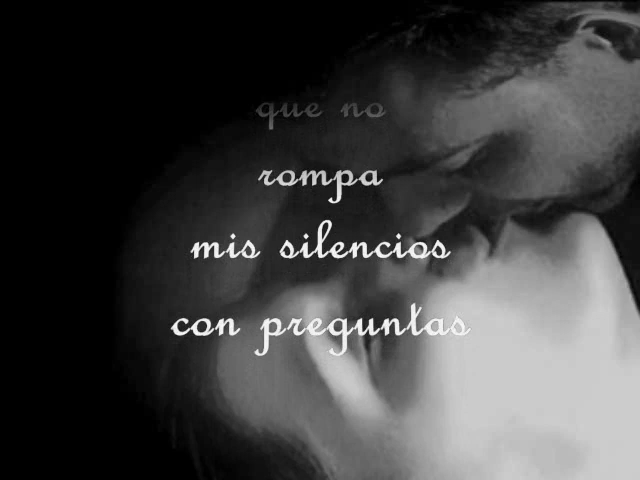 que no
rompa
mis silencios
con preguntas